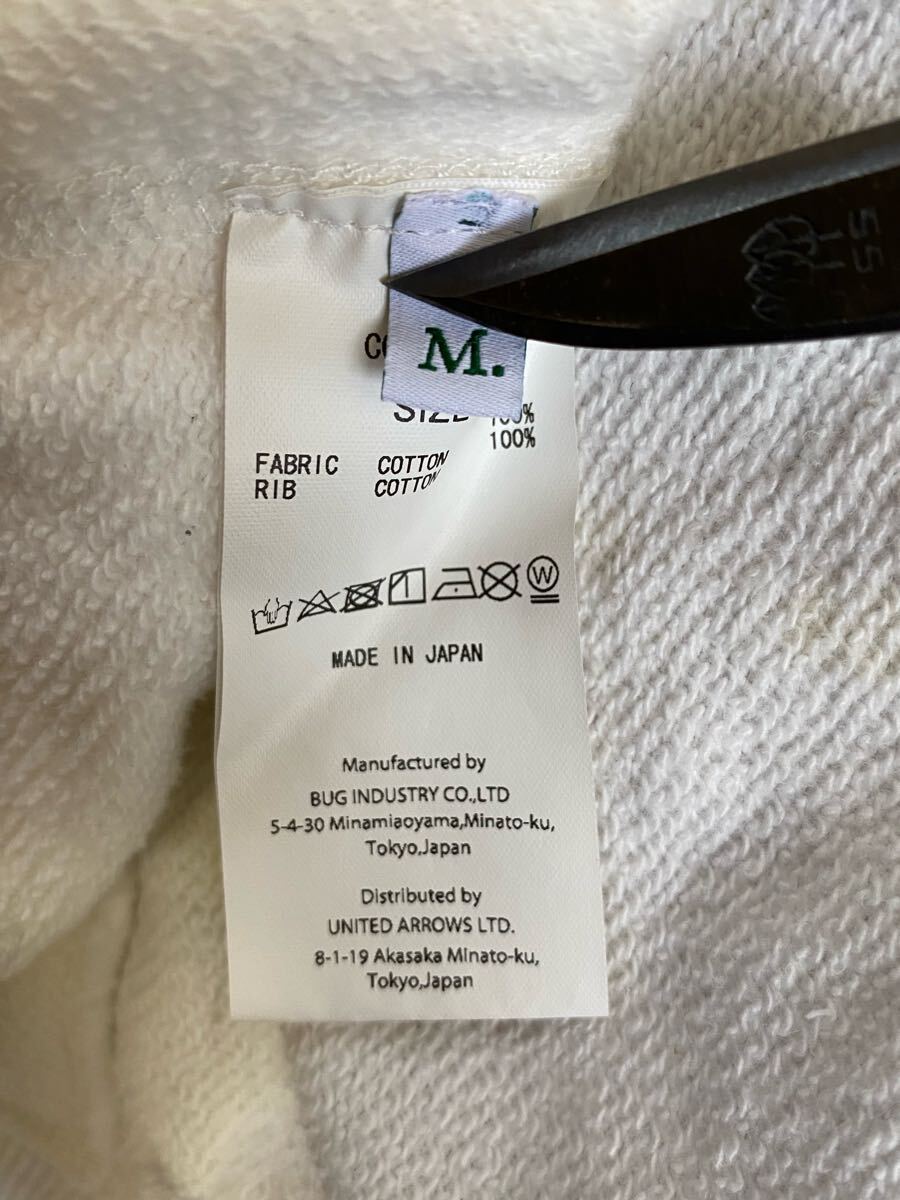 M.
SIZE 100%
100%
FABRIC COTTON
RIB COTTON
W
MADE IN JAPAN
Manufactured by
BUG INDUSTRY CO.,LTD
5-4-30 Minamiaoyama,Minato-ku,
Tokyo,Japan
Distributed by
UNITED ARROWS LTD.
8-1-19 Akasaka Minato-ku,
Tokyo,Japan
55